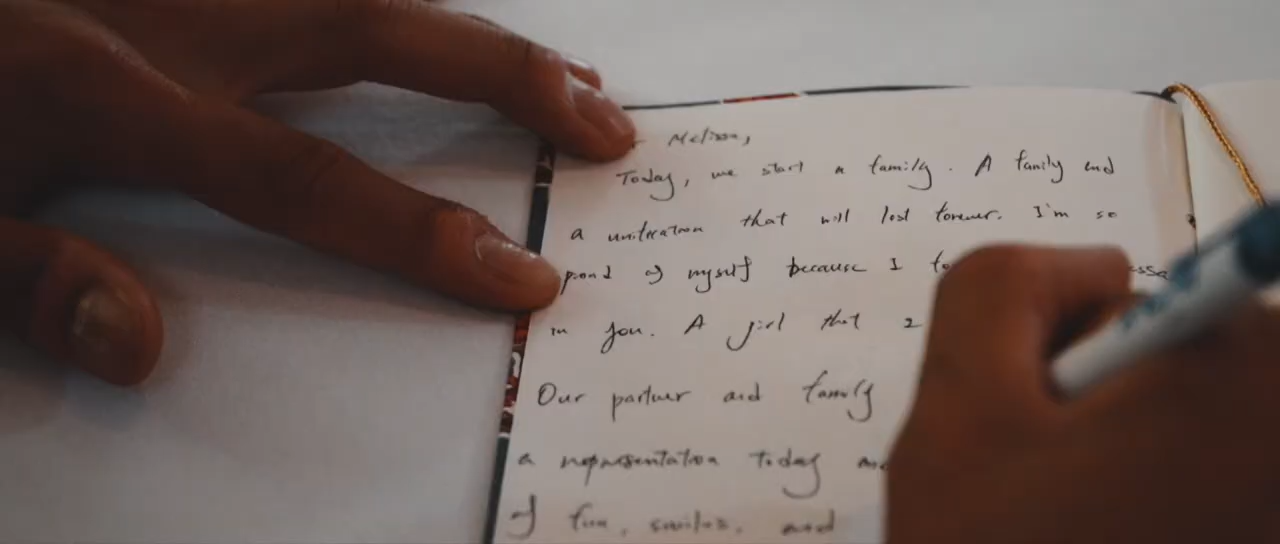 Melissa,
Today, we start a family. A family and
a unification that will last forever. I'm so
proud of myself because I
in you. A girl that
Our partner and family
a representation today
of fun, smiles, and